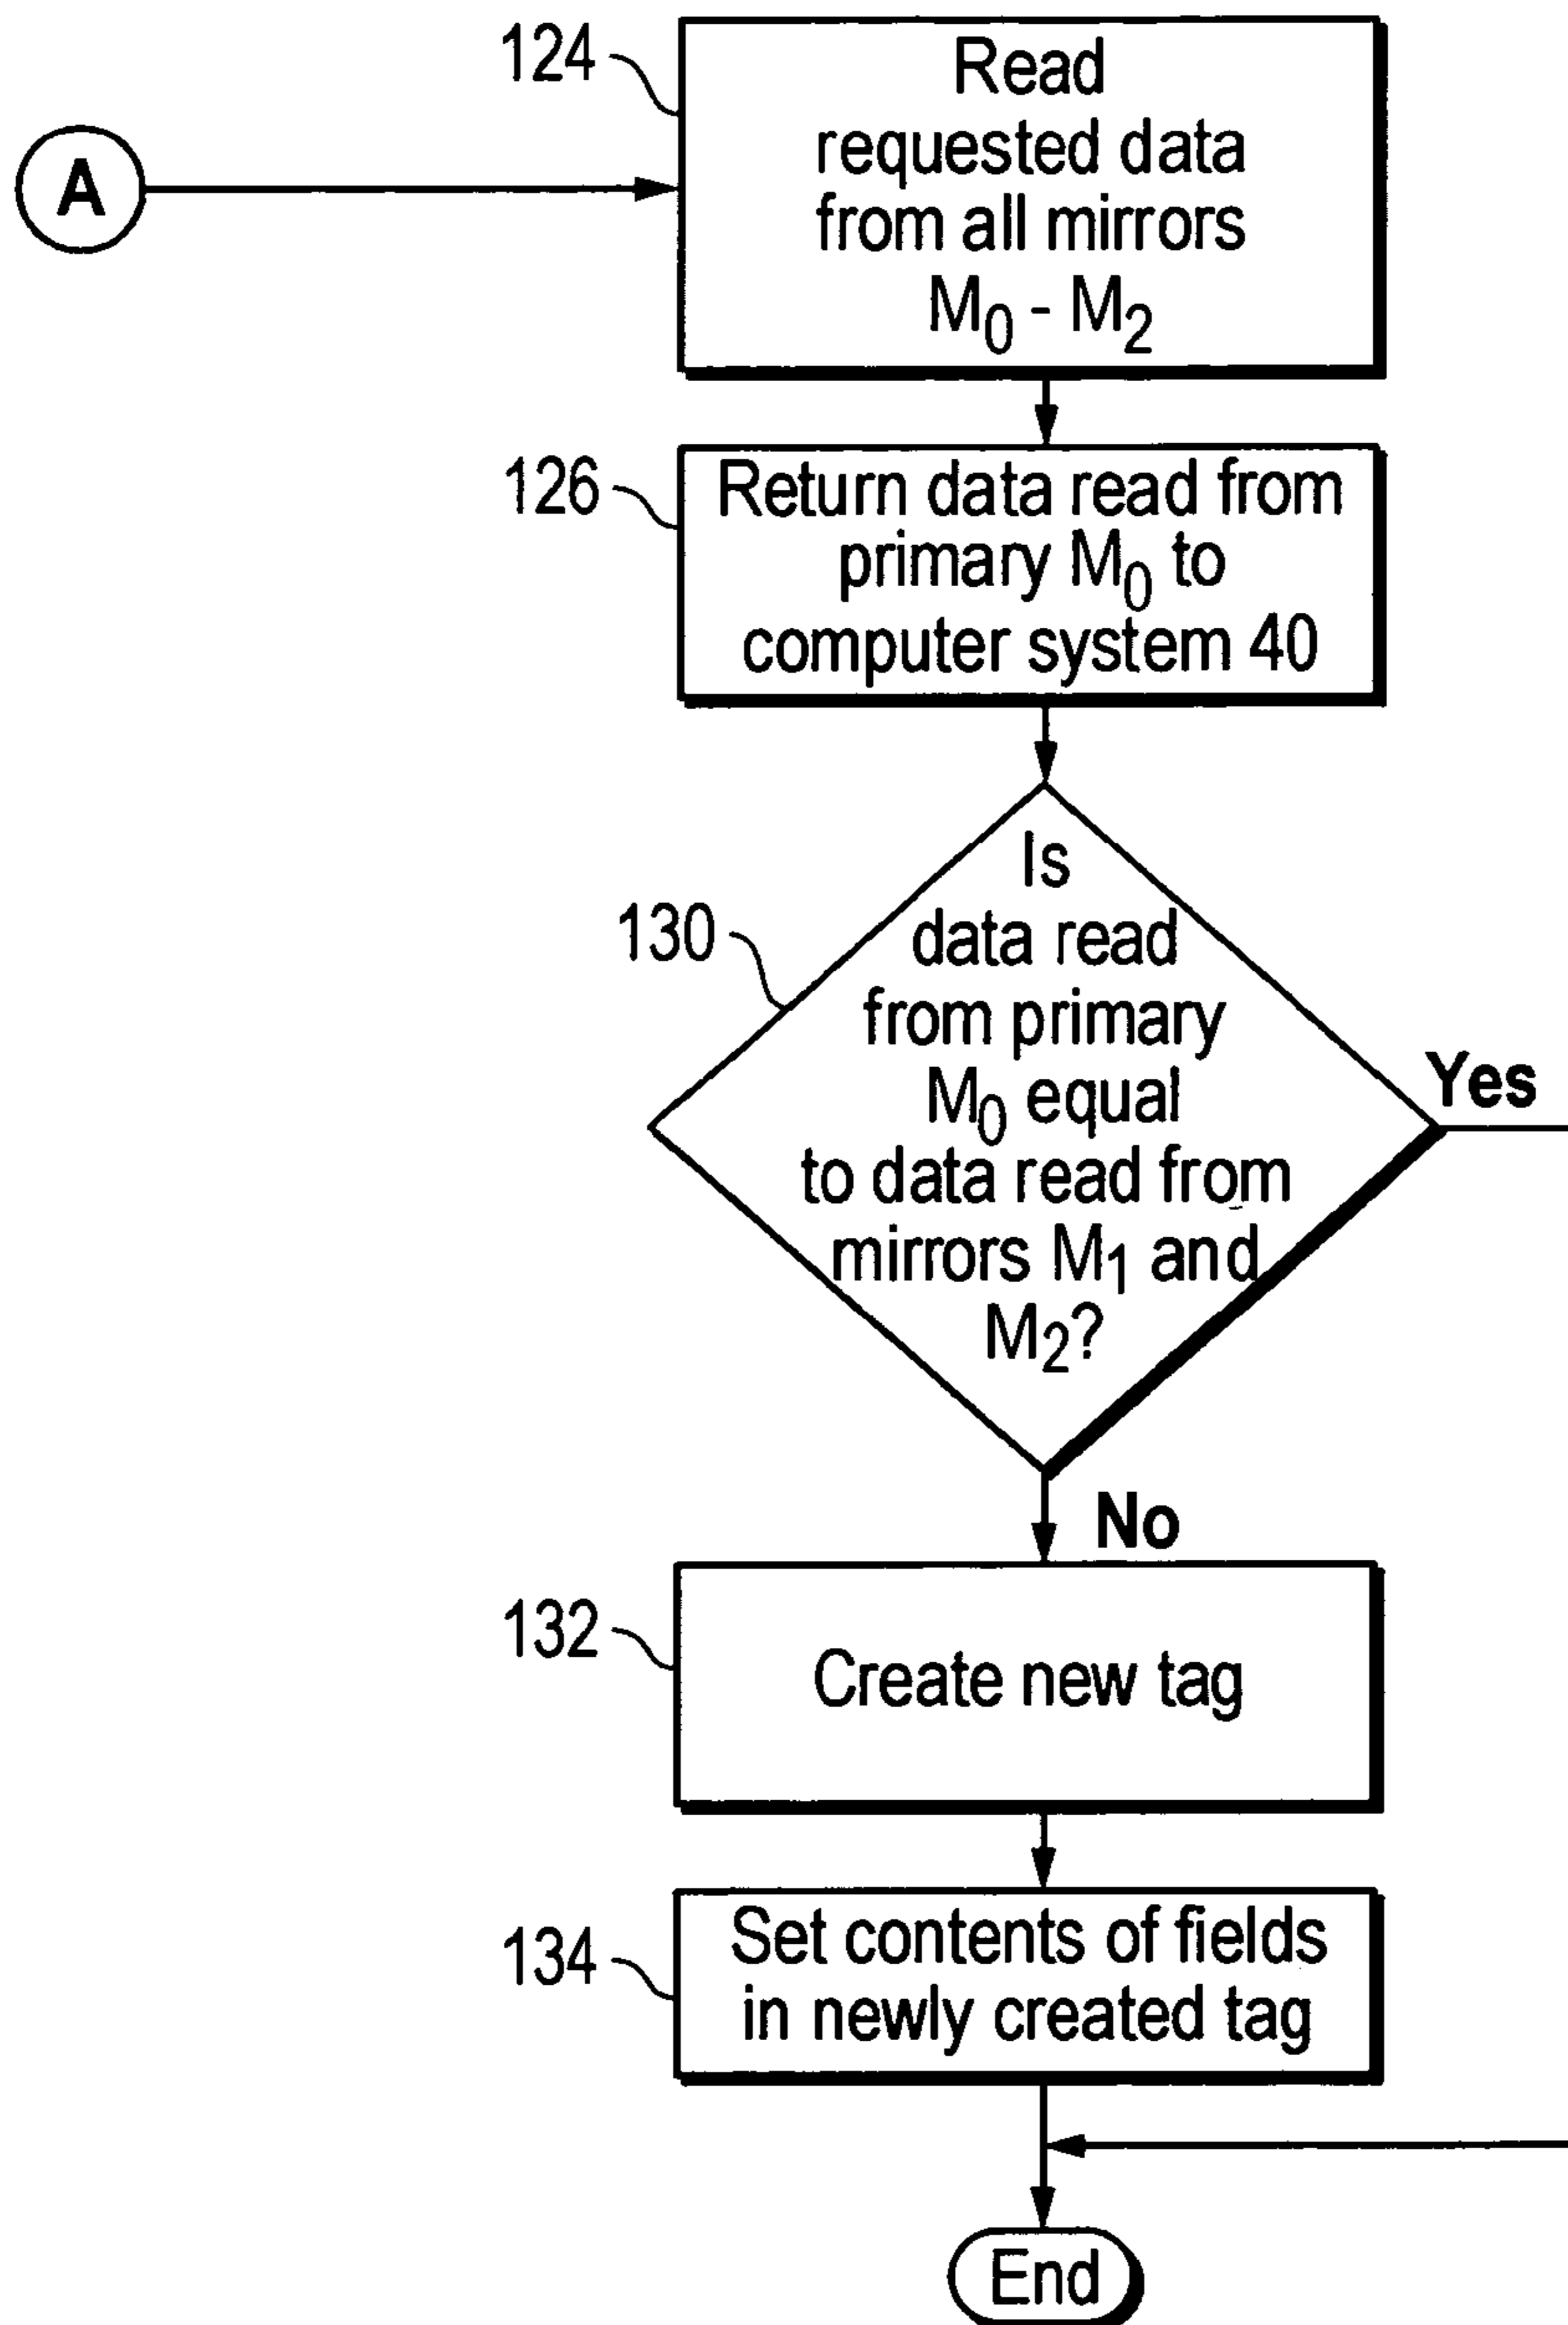 124
Read
requested data
from all mirrors
M0 - M2
A
126
Return data read from
primary M0 to
computer system 40
130
Is
data read
from primary
M0 equal
to data read from
mirrors M1 and
M2?
Yes
No
132
Create new tag
134
Set contents of fields
in newly created tag
End